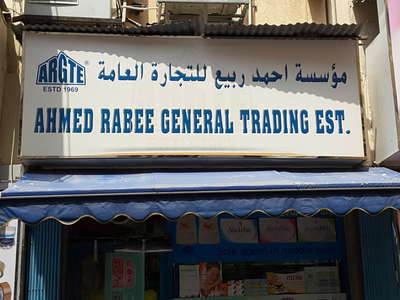 ARGTE
ESTD 1969
مؤسسة احمد ربيع للتجارة العامة
AHMED RABEE GENERAL TRADING EST.